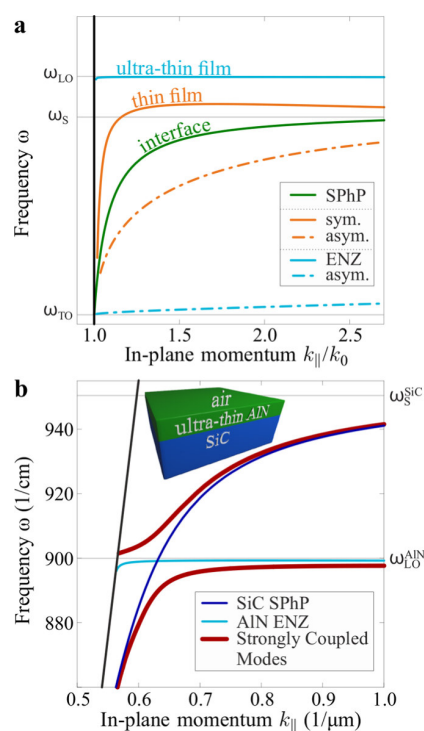 a
ω_LO
ultra-thin film
thin film
ω_S
interface
Frequency ω
SPhP
sym.
asym.
ENZ
asym.
ω_TO
1.0 1.5 2.0 2.5
In-plane momentum k_∥/k_0
b
ω_S^SiC
air
ultra-thin AlN
SiC
940
920
900
880
ω_LO^AlN
Frequency ω (1/cm)
SiC SPhP
AlN ENZ
Strongly Coupled
Modes
0.5 0.6 0.7 0.8 0.9 1.0
In-plane momentum k_∥ (1/μm)